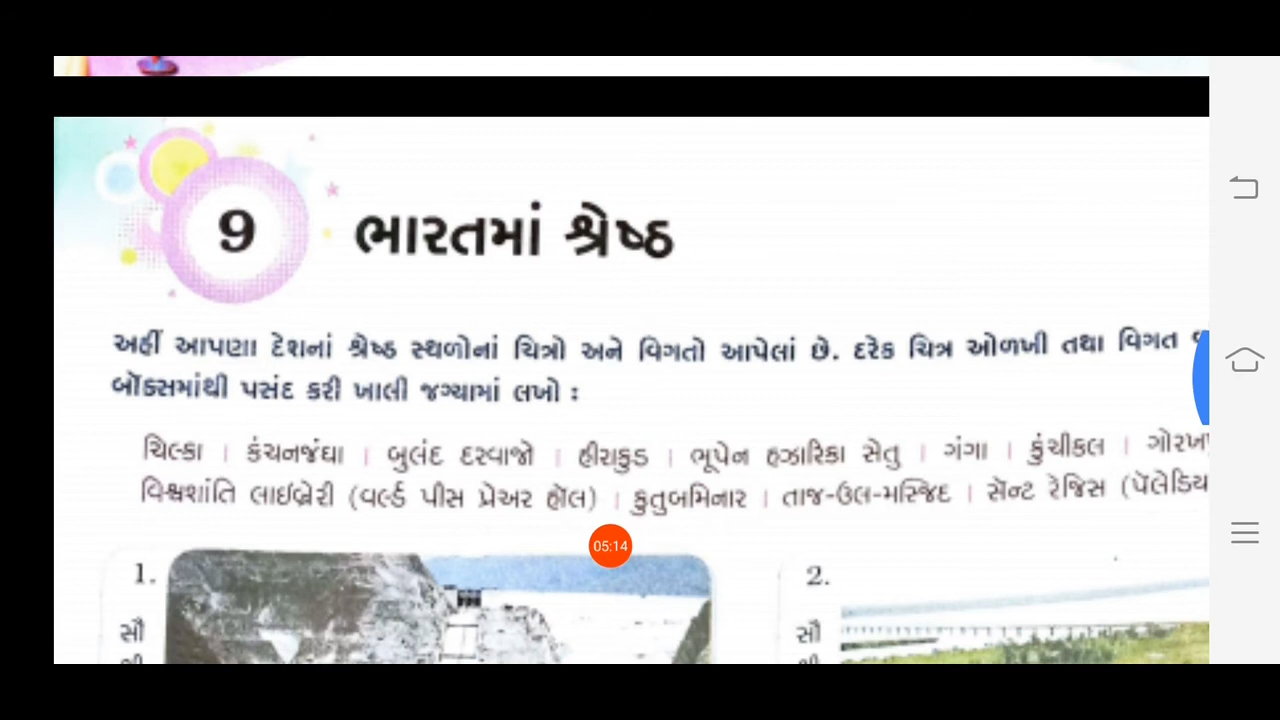 9
ભારતમાં શ્રેષ્ઠ
અહીં આપણા દેશનાં શ્રેષ્ઠ સ્થળોનાં ચિત્રો અને વિગતો આપેલાં છે. દરેક ચિત્ર ઓળખી તથા વિગત
બૉક્સમાંથી પસંદ કરી ખાલી જગ્યામાં લખો :
ચિલ્કા | કંચનજંઘા | બુલંદ દરવાજો | હીરાકુડ | ભૂપેન હઝારિકા સેતુ | ગંગા | કુંચીકલ |
વિશ્વશાંતિ લાઇબ્રેરી (વર્લ્ડ પીસ પ્રેઅર હૉલ) | કુતુબમિનાર | તાજ-ઉલ-મસ્જિદ | સેંન્ટ રેજિસ
05:14
1.
2.
સૌ
સૌ